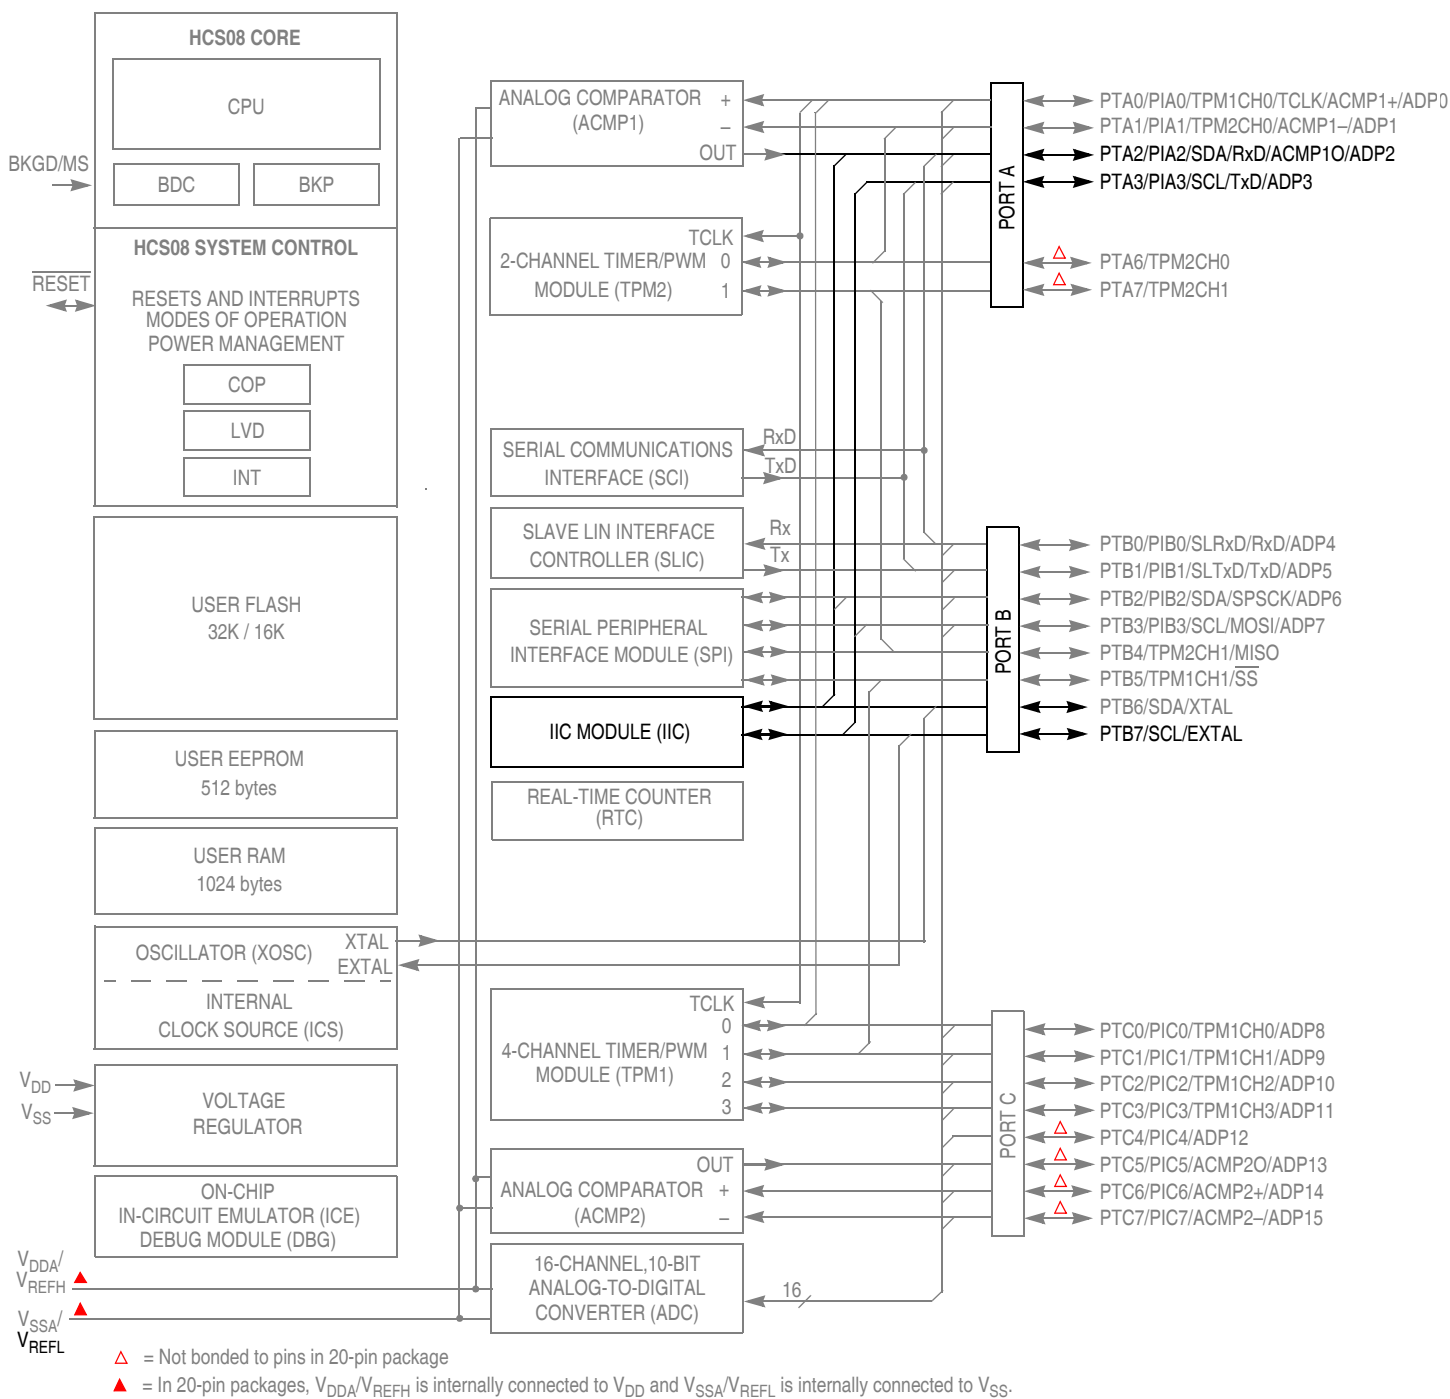 HCS08 CORE
CPU
BDC
BKP
BKGD/MS
HCS08 SYSTEM CONTROL
RESET
RESETS AND INTERRUPTS
MODES OF OPERATION
POWER MANAGEMENT
COP
LVD
INT
USER FLASH
32K / 16K
USER EEPROM
512 bytes
USER RAM
1024 bytes
OSCILLATOR (XOSC)
XTAL
EXTAL
INTERNAL
CLOCK SOURCE (ICS)
VDD
VSS
VOLTAGE
REGULATOR
ON-CHIP
IN-CIRCUIT EMULATOR (ICE)
DEBUG MODULE (DBG)
VDDA/
VREFH
VSSA/
VREFL
ANALOG COMPARATOR
(ACMP1)
+
–
OUT
TCLK
2-CHANNEL TIMER/PWM 0
MODULE (TPM2) 1
SERIAL COMMUNICATIONS
INTERFACE (SCI)
RxD
TxD
SLAVE LIN INTERFACE
CONTROLLER (SLIC)
Rx
Tx
SERIAL PERIPHERAL
INTERFACE MODULE (SPI)
IIC MODULE (IIC)
REAL-TIME COUNTER
(RTC)
TCLK
0
4-CHANNEL TIMER/PWM 1
MODULE (TPM1)
2
3
OUT
ANALOG COMPARATOR +
(ACMP2) –
16-CHANNEL,10-BIT
ANALOG-TO-DIGITAL
CONVERTER (ADC)
16
PORT A
PTA0/PIA0/TPM1CH0/TCLK/ACMP1+/ADP0
PTA1/PIA1/TPM2CH0/ACMP1–/ADP1
PTA2/PIA2/SDA/RxD/ACMP1O/ADP2
PTA3/PIA3/SCL/TxD/ADP3
PTA6/TPM2CH0
PTA7/TPM2CH1
PORT B
PTB0/PIB0/SLRxD/RxD/ADP4
PTB1/PIB1/SLTxD/TxD/ADP5
PTB2/PIB2/SDA/SPSCK/ADP6
PTB3/PIB3/SCL/MOSI/ADP7
PTB4/TPM2CH1/MISO
PTB5/TPM1CH1/SS
PTB6/SDA/XTAL
PTB7/SCL/EXTAL
PORT C
PTC0/PIC0/TPM1CH0/ADP8
PTC1/PIC1/TPM1CH1/ADP9
PTC2/PIC2/TPM1CH2/ADP10
PTC3/PIC3/TPM1CH3/ADP11
PTC4/PIC4/ADP12
PTC5/PIC5/ACMP2O/ADP13
PTC6/PIC6/ACMP2+/ADP14
PTC7/PIC7/ACMP2–/ADP15
= Not bonded to pins in 20-pin package
= In 20-pin packages, VDDA/VREFH is internally connected to VDD and VSSA/VREFL is internally connected to VSS.